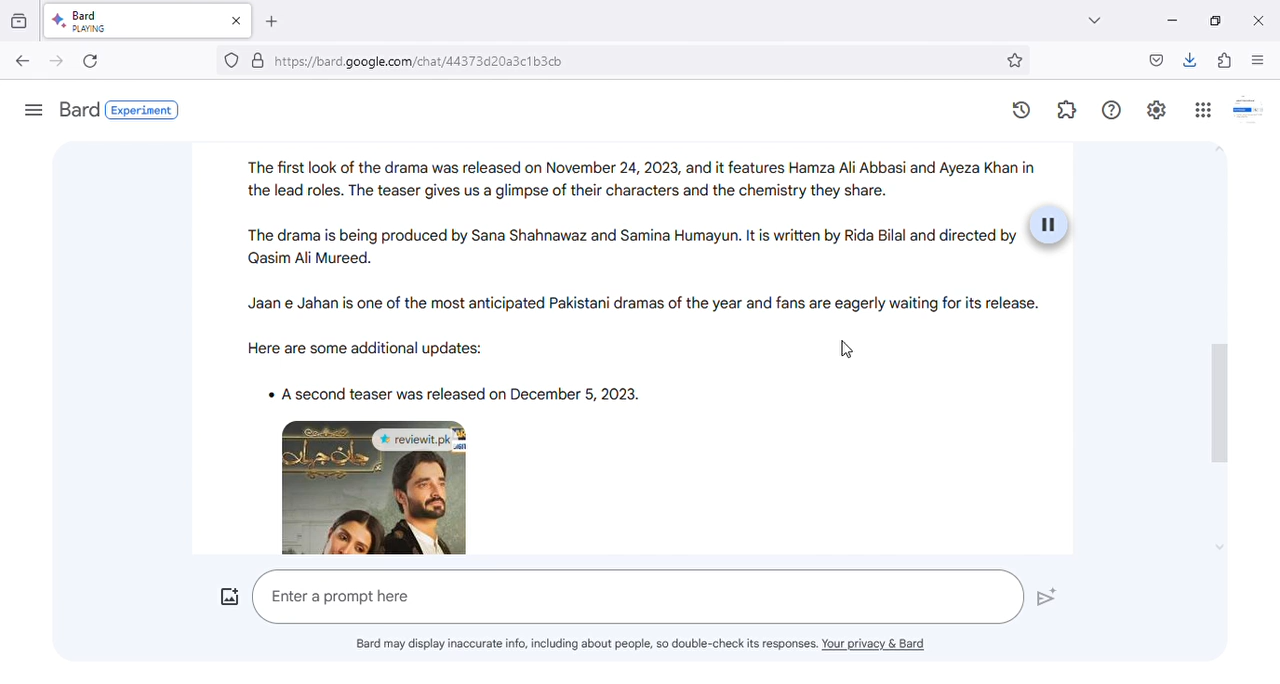 Bard
PLAYING
https://bard.google.com/chat/44373d20a3c1b3cb
Bard Experiment
The first look of the drama was released on November 24, 2023, and it features Hamza Ali Abbasi and Ayeza Khan in
the lead roles. The teaser gives us a glimpse of their characters and the chemistry they share.
The drama is being produced by Sana Shahnawaz and Samina Humayun. It is written by Rida Bilal and directed by
Qasim Ali Mureed.
Jaan e Jahan is one of the most anticipated Pakistani dramas of the year and fans are eagerly waiting for its release.
Here are some additional updates:
• A second teaser was released on December 5, 2023.
reviewit.pk
جانِ جہاں
Enter a prompt here
Bard may display inaccurate info, including about people, so double-check its responses. Your privacy & Bard